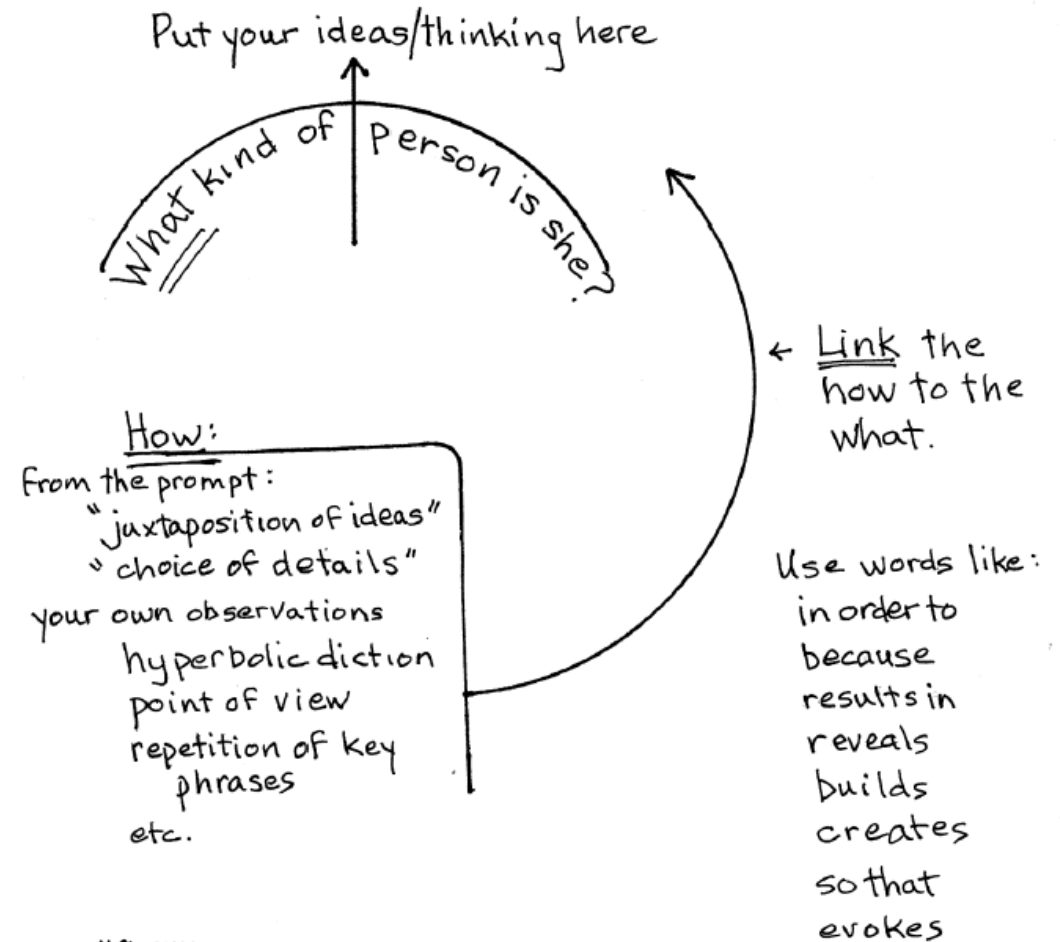 Put your ideas/thinking here
What kind of person is she?
← Link the
how to the
what.
How:
From the prompt:
"juxtaposition of ideas"
"choice of details"
your own observations
hyperbolic diction
point of view
repetition of key
phrases
etc.
Use words like:
in order to
because
results in
reveals
builds
creates
so that
evokes